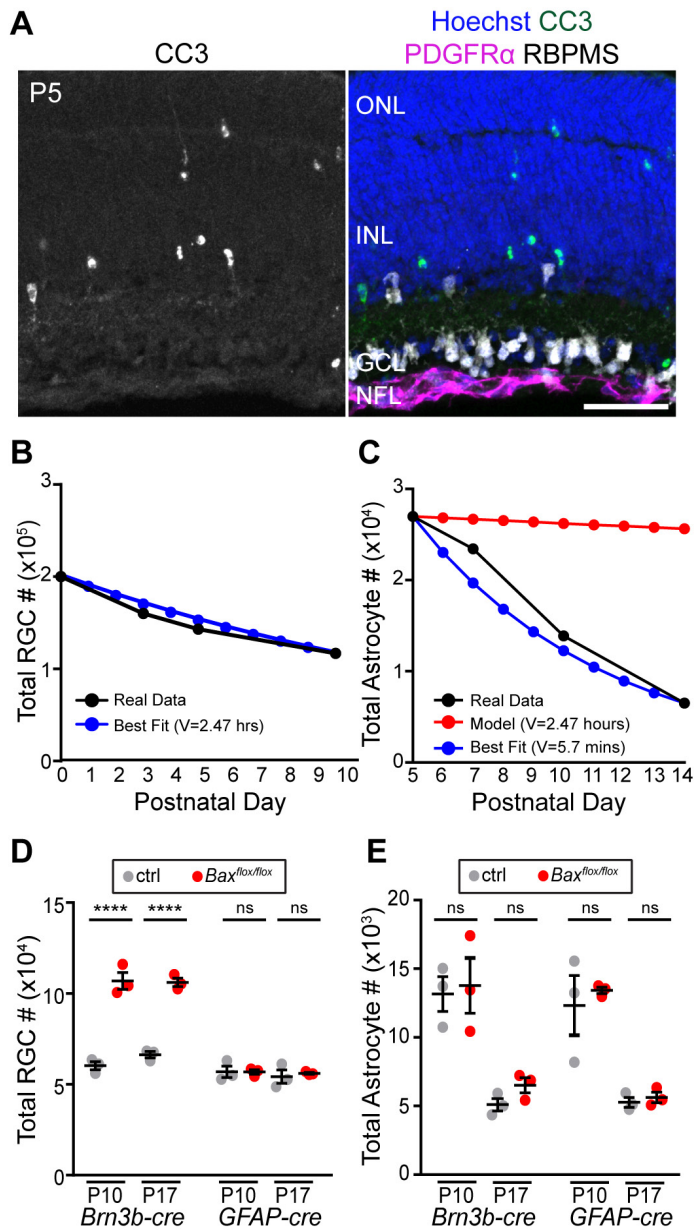 A
CC3
Hoechst CC3
PDGFRα RBPMS
P5
ONL
INL
GCL
NFL
B
Total RGC # (x10⁵)
3
2
1
0
Real Data
Best Fit (V=2.47 hrs)
0 1 2 3 4 5 6 7 8 9 10
Postnatal Day
C
Total Astrocyte # (x10⁴)
3
2
1
0
Real Data
Model (V=2.47 hours)
Best Fit (V=5.7 mins)
5 6 7 8 9 10 11 12 13 14
Postnatal Day
D
ctrl Bax^flox/flox
Total RGC # (x10⁴)
15
10
5
0
**** **** ns ns
P10 P17 P10 P17
Brn3b-cre GFAP-cre
E
ctrl Bax^flox/flox
Total Astrocyte # (x10³)
20
15
10
5
0
ns ns ns ns
P10 P17 P10 P17
Brn3b-cre GFAP-cre